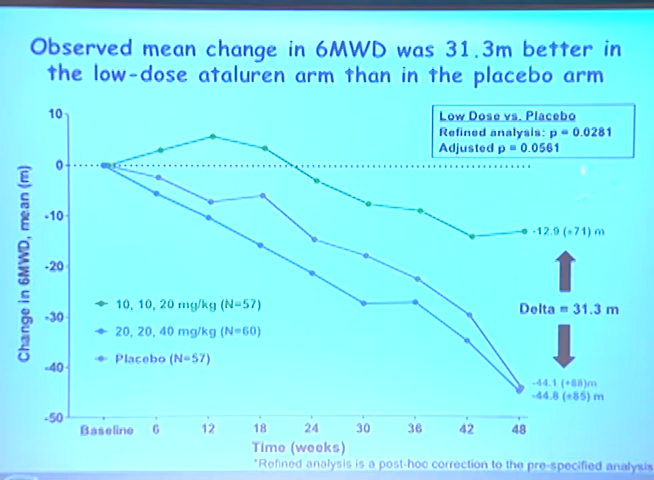 Observed mean change in 6MWD was 31.3m better in
the low-dose ataluren arm than in the placebo arm
Low Dose vs. Placebo
Refined analysis: p = 0.0281
Adjusted p = 0.0561
10
0
-10
-20
-30
-40
-50
Change in 6MWD, mean (m)
-12.9 (±71) m
Delta = 31.3 m
-44.1 (±88)m
-44.8 (±85) m
10, 10, 20 mg/kg (N=57)
20, 20, 40 mg/kg (N=60)
Placebo (N=57)
Baseline 6 12 18 24 30 36 42 48
Time (weeks)
*Refined analysis is a post-hoc correction to the pre-specified analysis